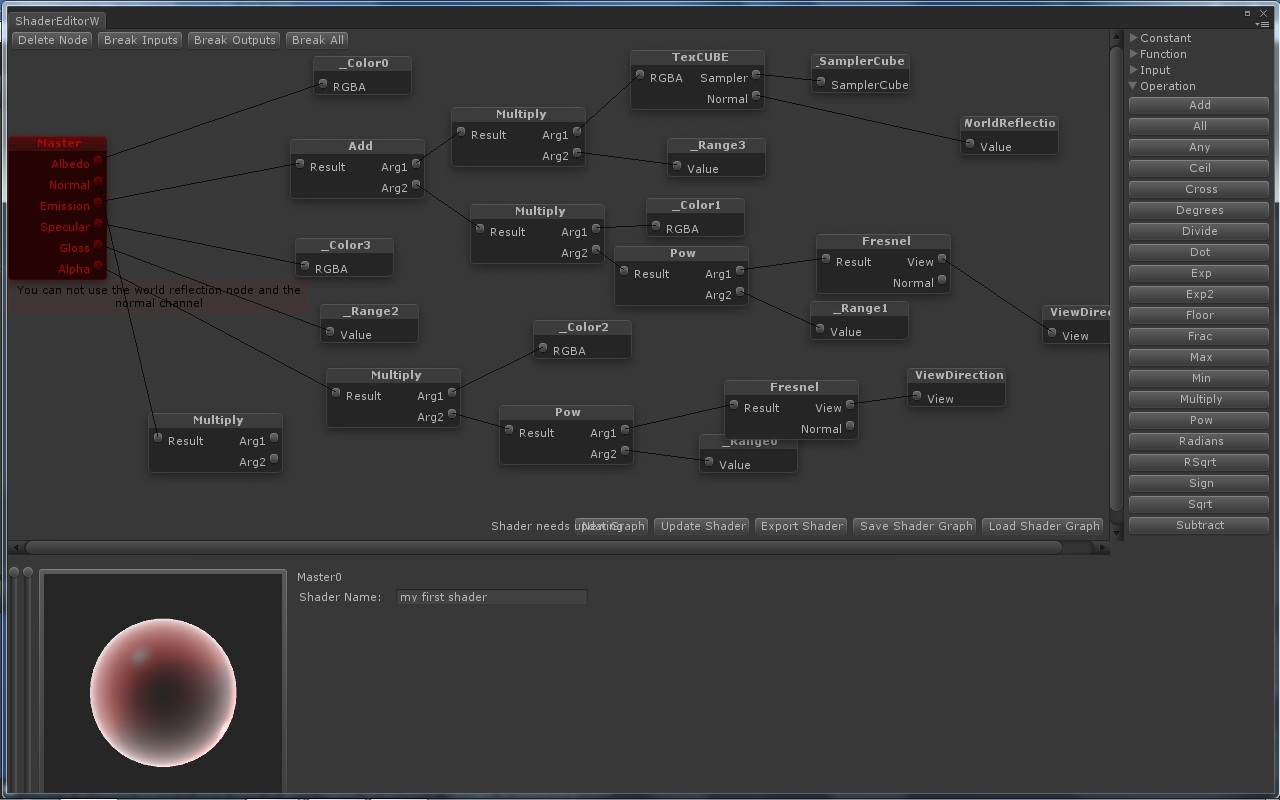 ShaderEditorW
Delete Node Break Inputs Break Outputs Break All
_Color0
RGBA
TexCUBE
RGBA Sampler
Normal
_SamplerCube
SamplerCube
Multiply
Result Arg1
Arg2
WorldReflectio
Value
Master
Albedo
Normal
Emission
Specular
Gloss
Alpha
You can not use the world reflection node and the
normal channel
Add
Result Arg1
Arg2
_Range3
Value
Multiply
Result Arg1
Arg2
_Color1
RGBA
_Color3
RGBA
Pow
Result Arg1
Arg2
Fresnel
Result View
Normal
_Range2
Value
_Range1
Value
ViewDirec
View
_Color2
RGBA
Multiply
Result Arg1
Arg2
Fresnel
Result View
Normal
ViewDirection
View
Multiply
Result Arg1
Arg2
Pow
Result Arg1
Arg2
_Range0
Value
Shader needs updating
New Graph Update Shader Export Shader Save Shader Graph Load Shader Graph
Constant
Function
Input
Operation
Add
All
Any
Ceil
Cross
Degrees
Divide
Dot
Exp
Exp2
Floor
Frac
Max
Min
Multiply
Pow
Radians
RSqrt
Sign
Sqrt
Subtract
Master0
Shader Name: my first shader